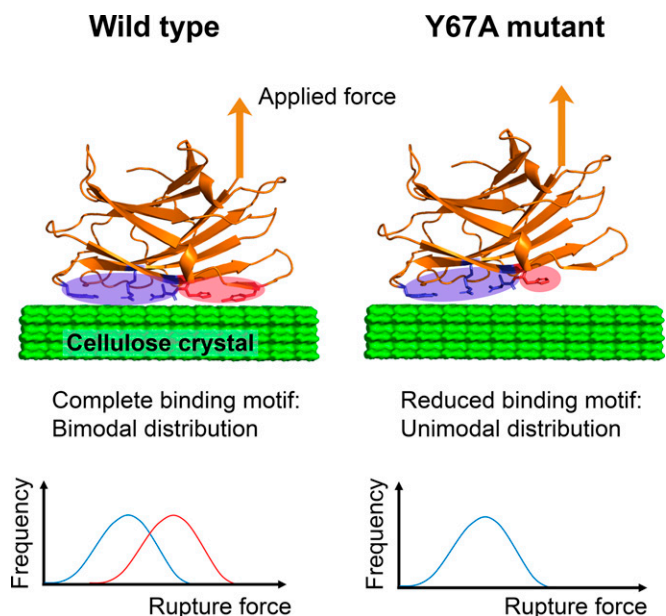 Wild type
Y67A mutant
Applied force
Cellulose crystal
Complete binding motif:
Bimodal distribution
Reduced binding motif:
Unimodal distribution
Frequency
Rupture force
Frequency
Rupture force